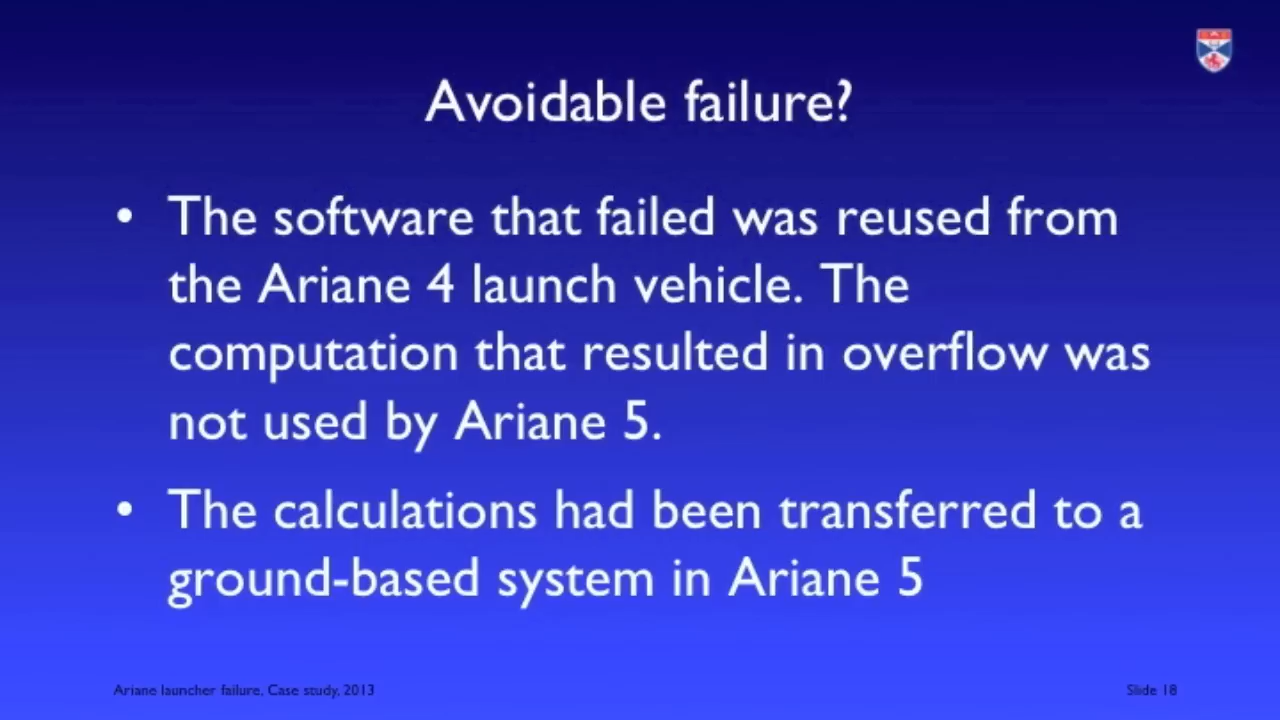 Avoidable failure?
• The software that failed was reused from
the Ariane 4 launch vehicle. The
computation that resulted in overflow was
not used by Ariane 5.
• The calculations had been transferred to a
ground-based system in Ariane 5
Ariane launcher failure, Case study, 2013
Slide 18